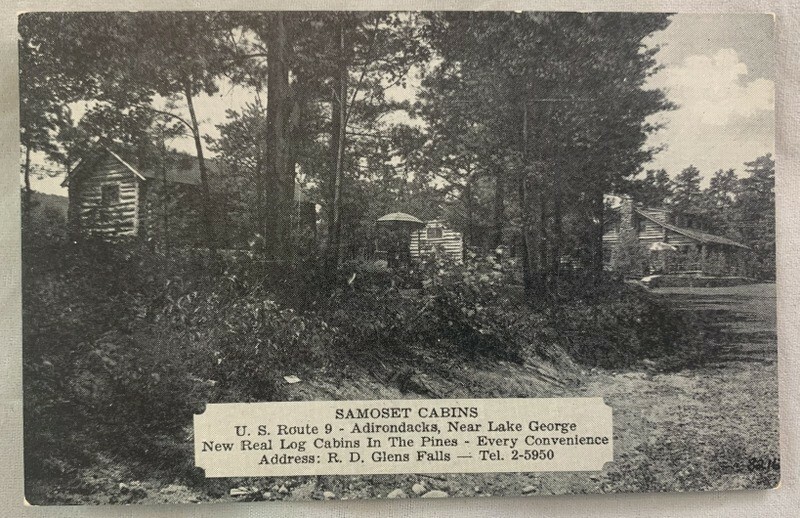 SAMOSET CABINS
U. S. Route 9 - Adirondacks, Near Lake George
New Real Log Cabins In The Pines - Every Convenience
Address: R. D. Glens Falls — Tel. 2-5950